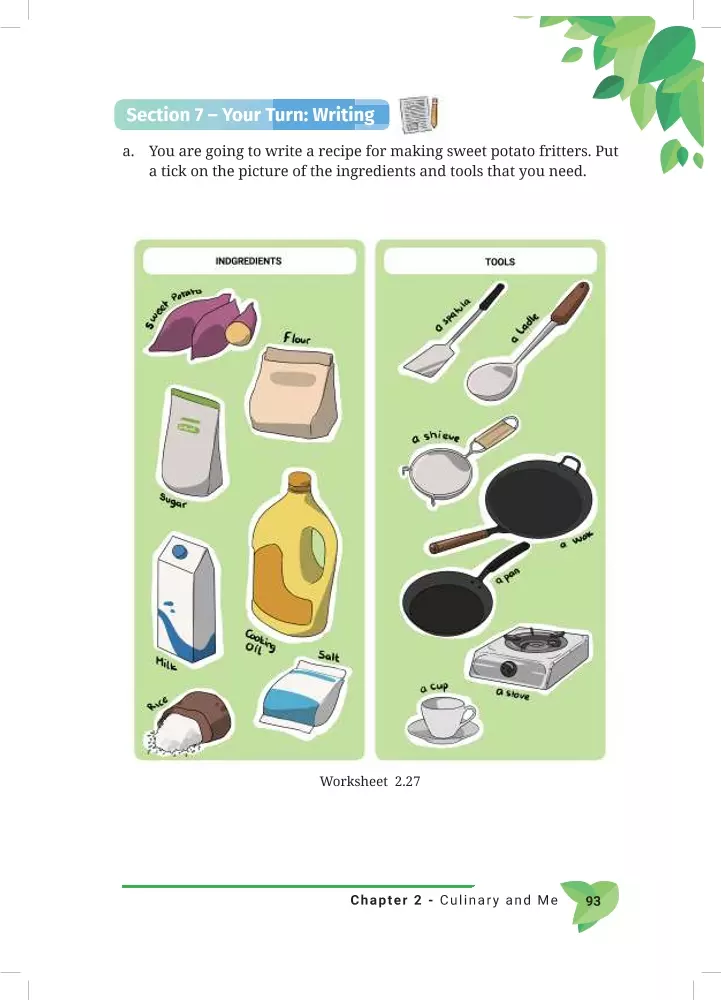 Section 7 – Your Turn: Writing
a. You are going to write a recipe for making sweet potato fritters. Put
a tick on the picture of the ingredients and tools that you need.
INDGREDIENTS
Sweet Potato
Flour
Sugar
Cooking
Oil
Milk
Salt
Rice
TOOLS
a spatula
a Ladle
a shieve
a wok
a pan
a stove
a cup
Worksheet 2.27
Chapter 2 - Culinary and Me 93